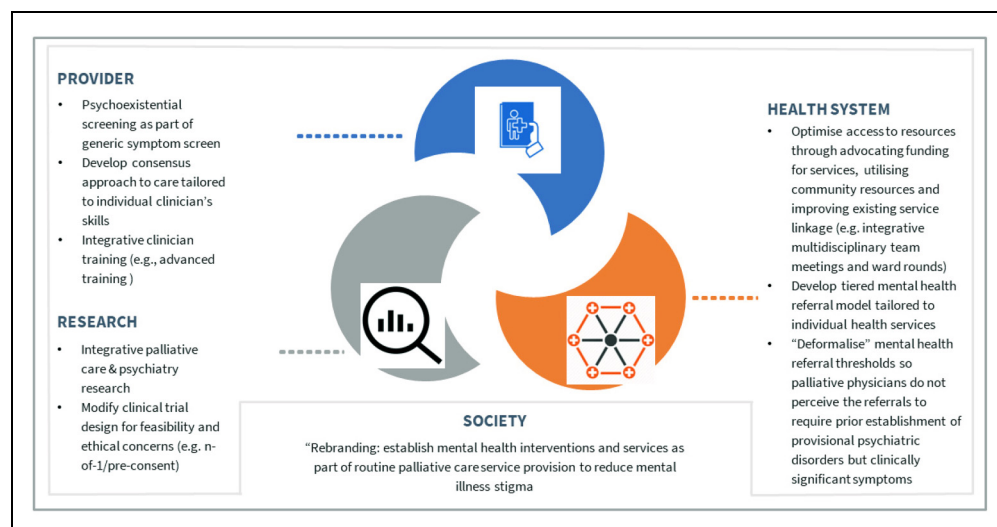 PROVIDER
• Psychoexistential
screening as part of
generic symptom screen
• Develop consensus
approach to care tailored
to individual clinician's
skills
• Integrative clinician
training (e.g., advanced
training )
RESEARCH
• Integrative palliative
care & psychiatry
research
• Modify clinical trial
design for feasibility and
ethical concerns (e.g. n-
of-1/pre-consent)
SOCIETY
“Rebranding: establish mental health interventions and services as
part of routine palliative care service provision to reduce mental
illness stigma
HEALTH SYSTEM
• Optimise access to resources
through advocating funding
for services, utilising
community resources and
improving existing service
linkage (e.g. integrative
multidisciplinary team
meetings and ward rounds)
• Develop tiered mental health
referral model tailored to
individual health services
• “Deformalise” mental health
referral thresholds so
palliative physicians do not
perceive the referrals to
require prior establishment of
provisional psychiatric
disorders but clinically
significant symptoms